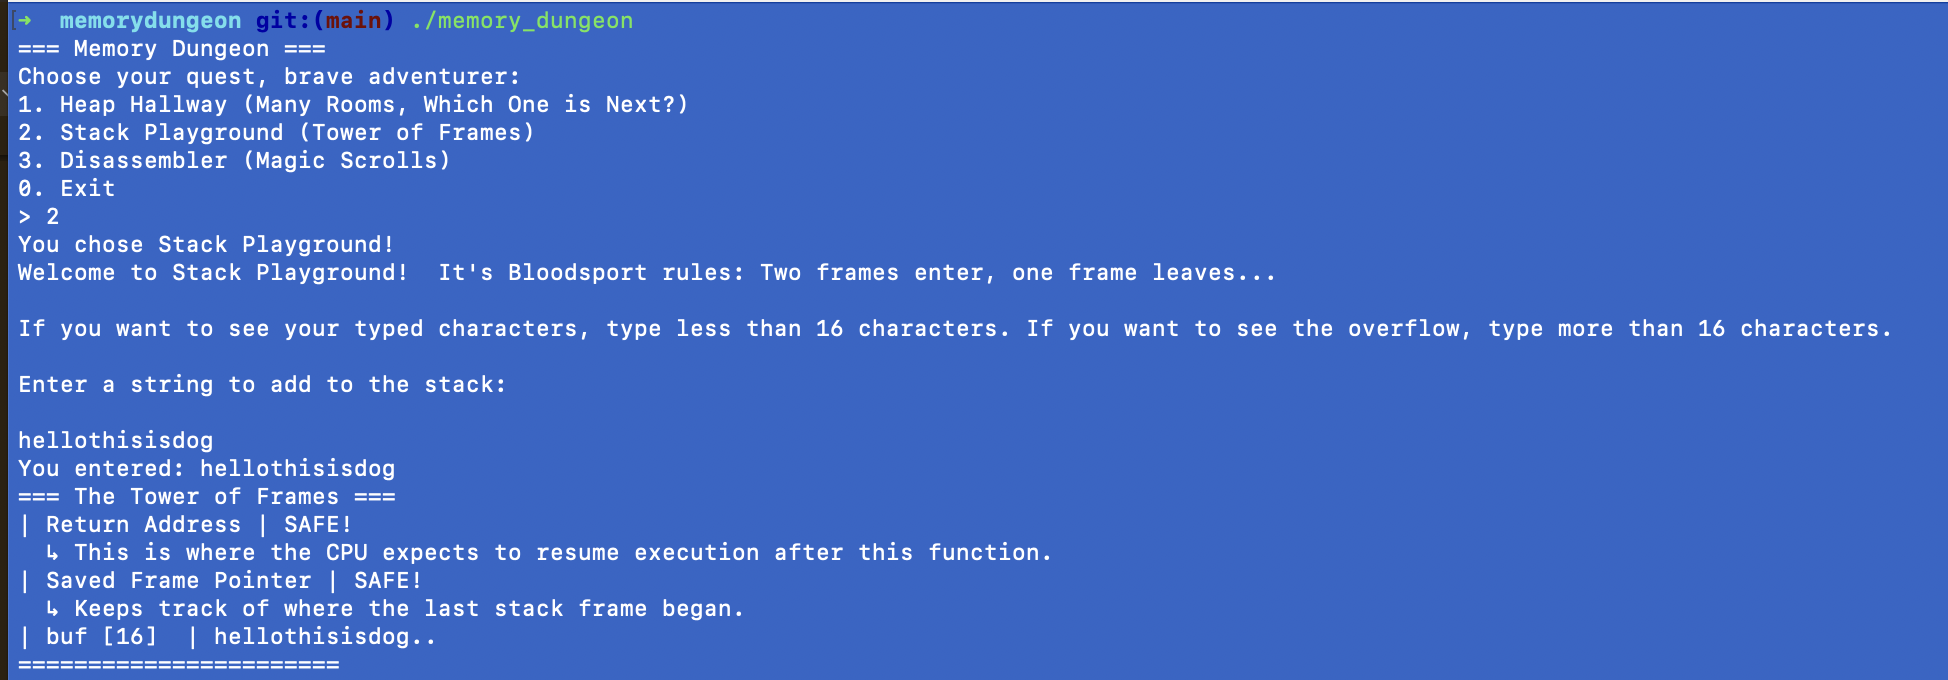 [➜  memorydungeon git:(main) ./memory_dungeon
=== Memory Dungeon ===
Choose your quest, brave adventurer:
1. Heap Hallway (Many Rooms, Which One is Next?)
2. Stack Playground (Tower of Frames)
3. Disassembler (Magic Scrolls)
0. Exit
> 2
You chose Stack Playground!
Welcome to Stack Playground!  It's Bloodsport rules: Two frames enter, one frame leaves...
If you want to see your typed characters, type less than 16 characters. If you want to see the overflow, type more than 16 characters.
Enter a string to add to the stack:
hellothisisdog
You entered: hellothisisdog
=== The Tower of Frames ===
| Return Address | SAFE!
  ↳ This is where the CPU expects to resume execution after this function.
| Saved Frame Pointer | SAFE!
  ↳ Keeps track of where the last stack frame began.
| buf [16]  | hellothisisdog..
=======================